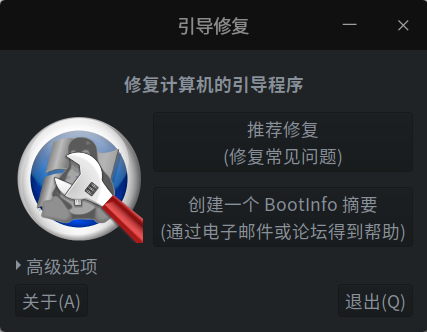 引导修复
修复计算机的引导程序
推荐修复
(修复常见问题)
创建一个 BootInfo 摘要
(通过电子邮件或论坛得到帮助)
高级选项
关于(A)
退出(Q)